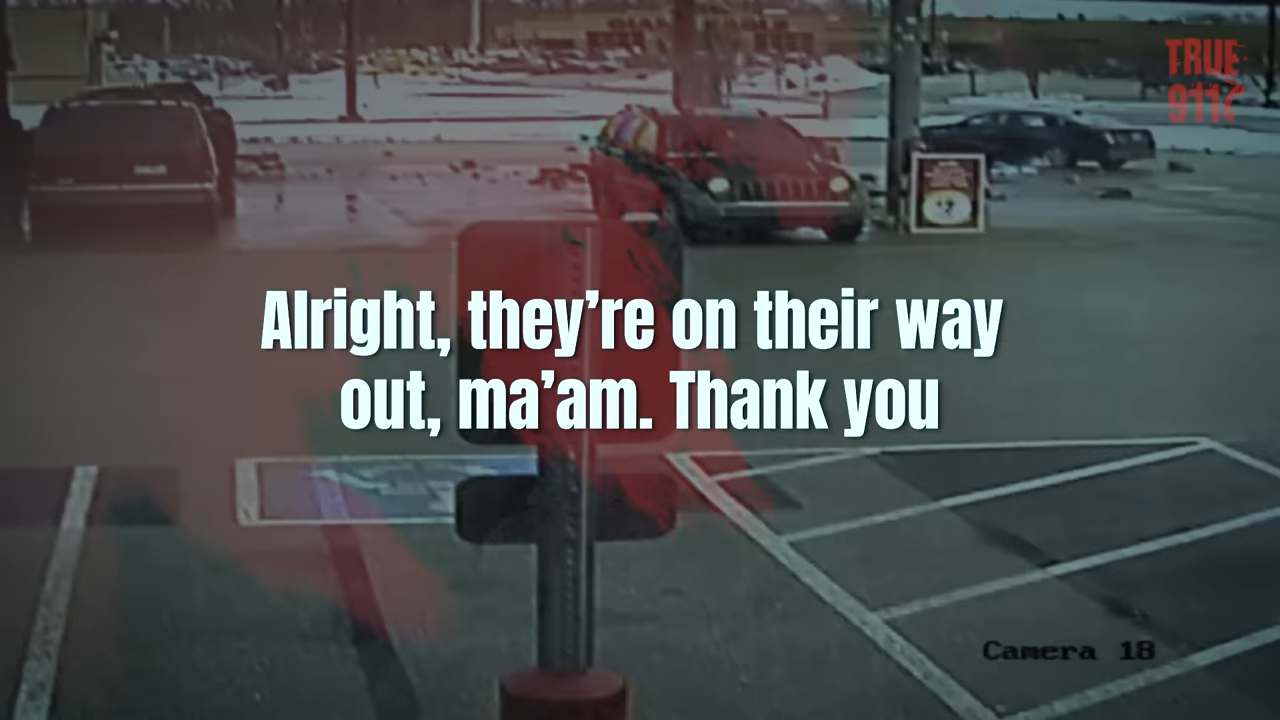 TRUE
911
Alright, they’re on their way
out, ma’am. Thank you
Camera 18